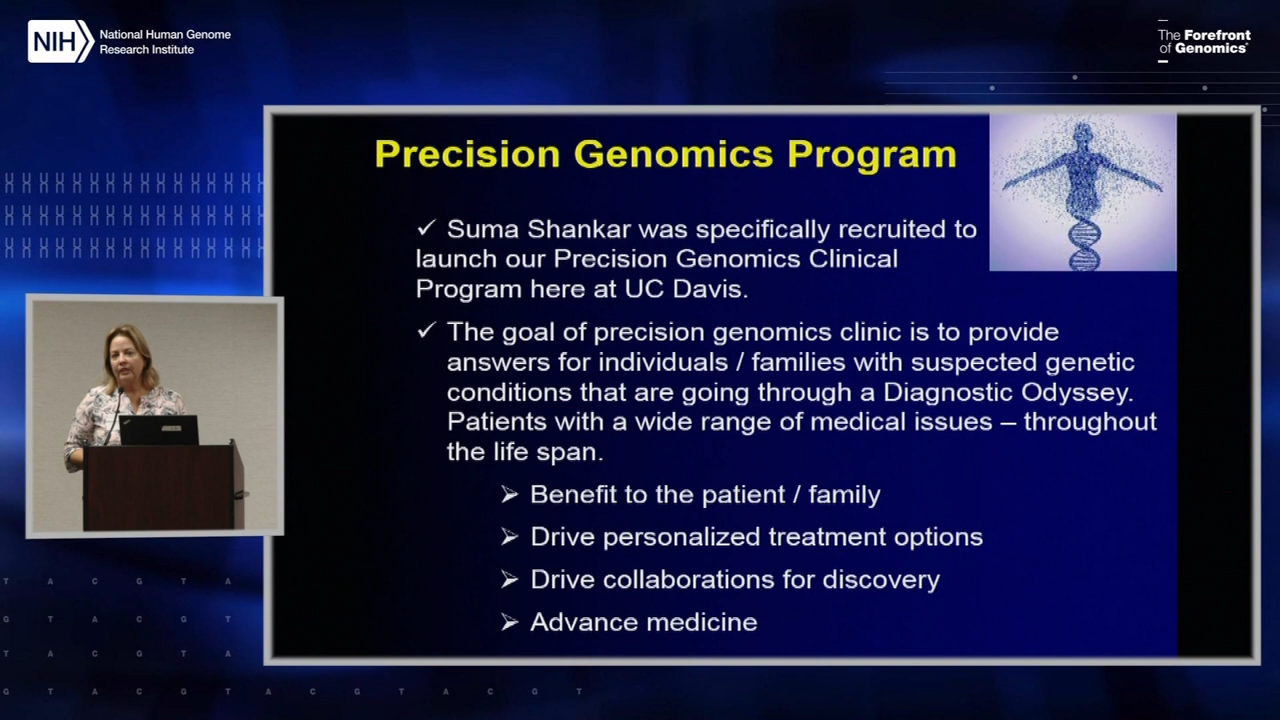 NIH
National Human Genome
Research Institute
The Forefront
of Genomics®
Precision Genomics Program
✓ Suma Shankar was specifically recruited to
launch our Precision Genomics Clinical
Program here at UC Davis.
✓ The goal of precision genomics clinic is to provide
answers for individuals / families with suspected genetic
conditions that are going through a Diagnostic Odyssey.
Patients with a wide range of medical issues – throughout
the life span.
➢ Benefit to the patient / family
➢ Drive personalized treatment options
➢ Drive collaborations for discovery
➢ Advance medicine
T A C G T A
G T A C G T
T A C G T A
G T A C G T A C G T A C G T A C G T